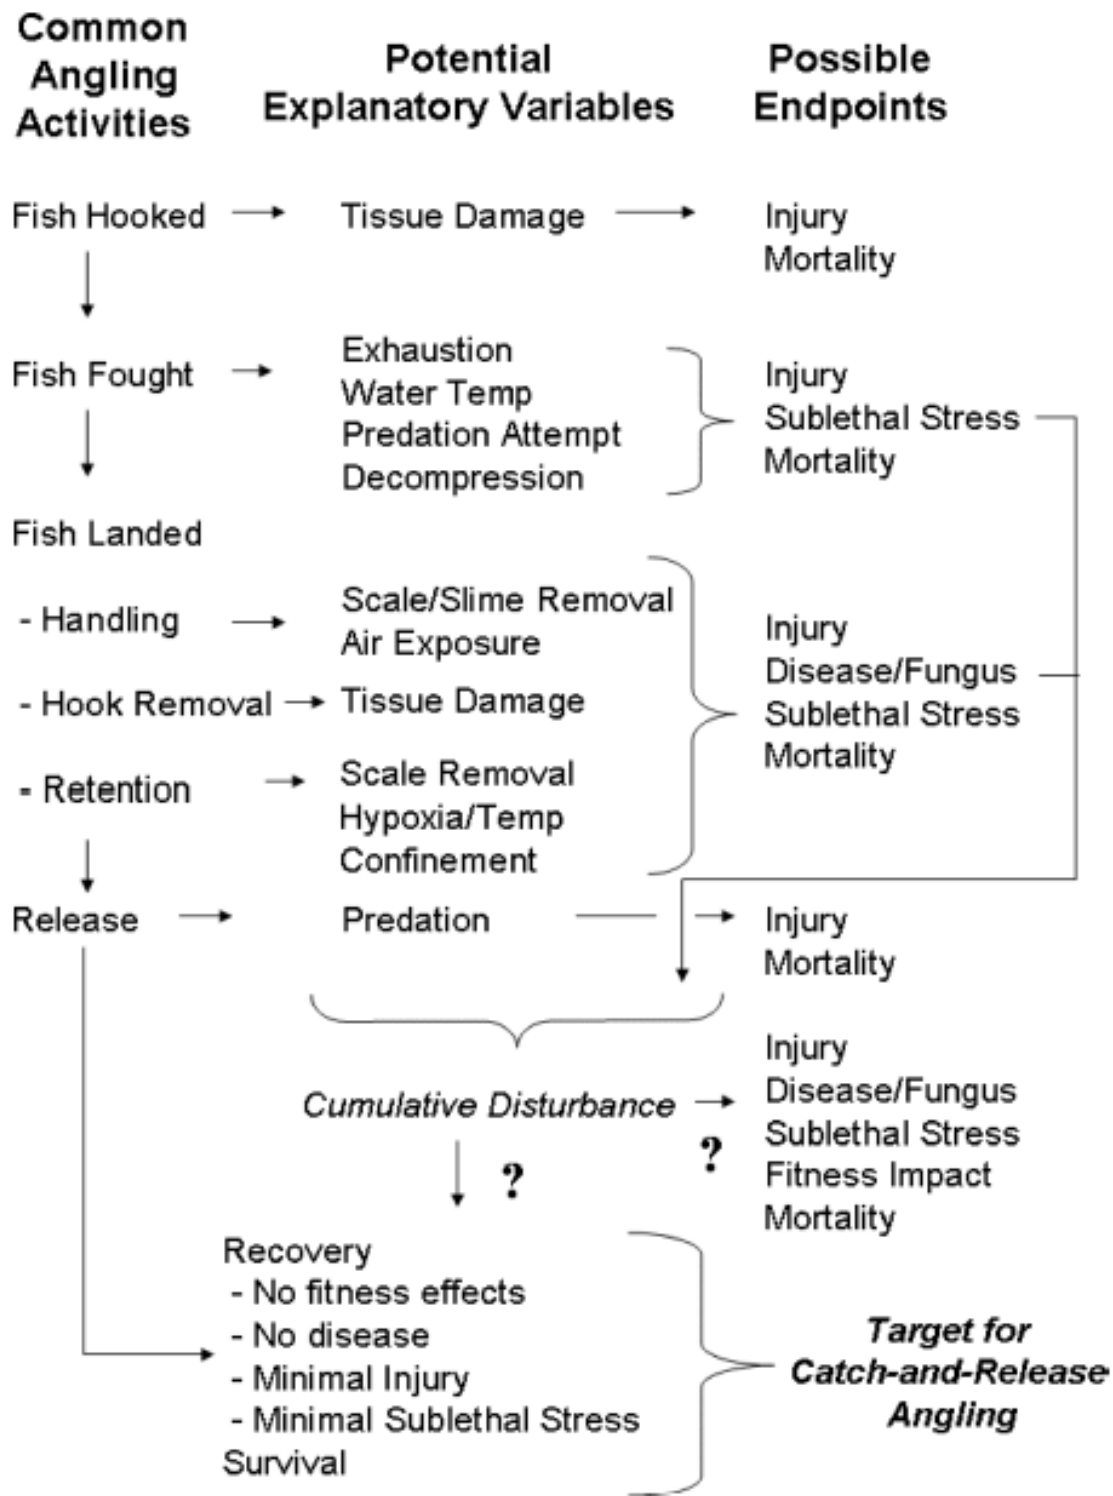 Common
Angling
Activities
Potential
Explanatory Variables
Possible
Endpoints
Fish Hooked
Tissue Damage
Injury
Mortality
Fish Fought
Exhaustion
Water Temp
Predation Attempt
Decompression
Injury
Sublethal Stress
Mortality
Fish Landed
- Handling
Scale/Slime Removal
Air Exposure
- Hook Removal
Tissue Damage
- Retention
Scale Removal
Hypoxia/Temp
Confinement
Injury
Disease/Fungus
Sublethal Stress
Mortality
Release
Predation
Injury
Mortality
Cumulative Disturbance
?
?
Injury
Disease/Fungus
Sublethal Stress
Fitness Impact
Mortality
Recovery
- No fitness effects
- No disease
- Minimal Injury
- Minimal Sublethal Stress
Survival
Target for
Catch-and-Release
Angling